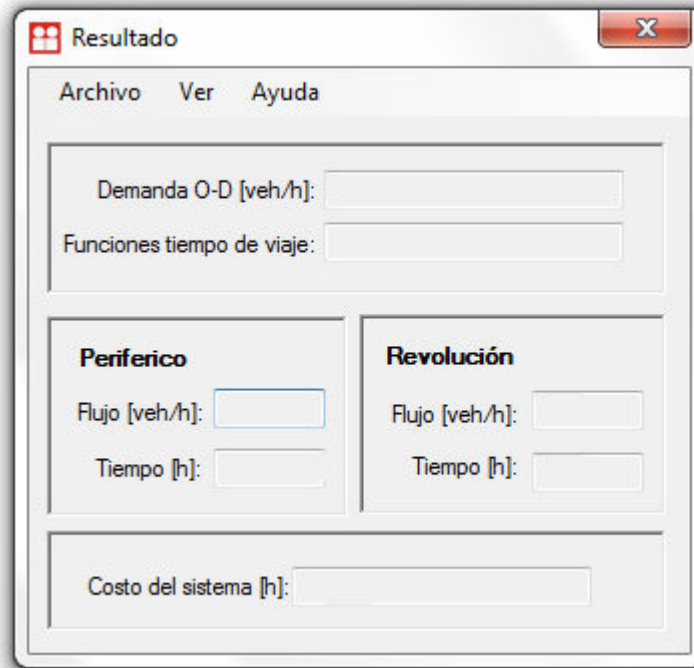 Resultado
Archivo Ver Ayuda
Demanda O-D [veh/h]:
Funciones tiempo de viaje:
Periferico
Flujo [veh/h]:
Tiempo [h]:
Revolución
Flujo [veh/h]:
Tiempo [h]:
Costo del sistema [h]: